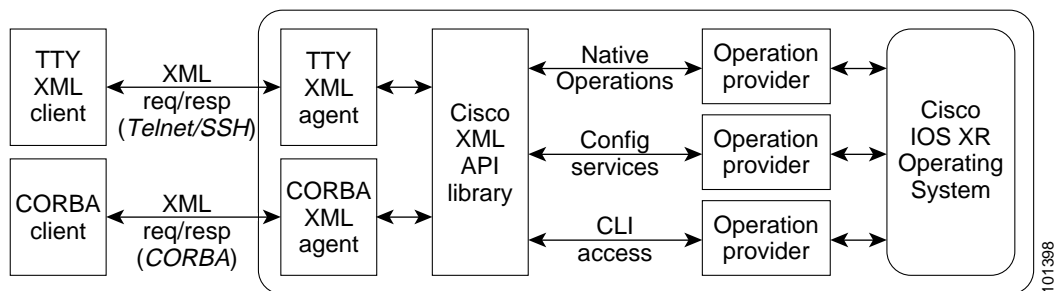 TTY
XML
client
XML
req/resp
(Telnet/SSH)
TTY
XML
agent
CORBA
client
XML
req/resp
(CORBA)
CORBA
XML
agent
Cisco
XML
API
library
Native
Operations
Operation
provider
Config
services
Operation
provider
CLI
access
Operation
provider
Cisco
IOS XR
Operating
System
101398